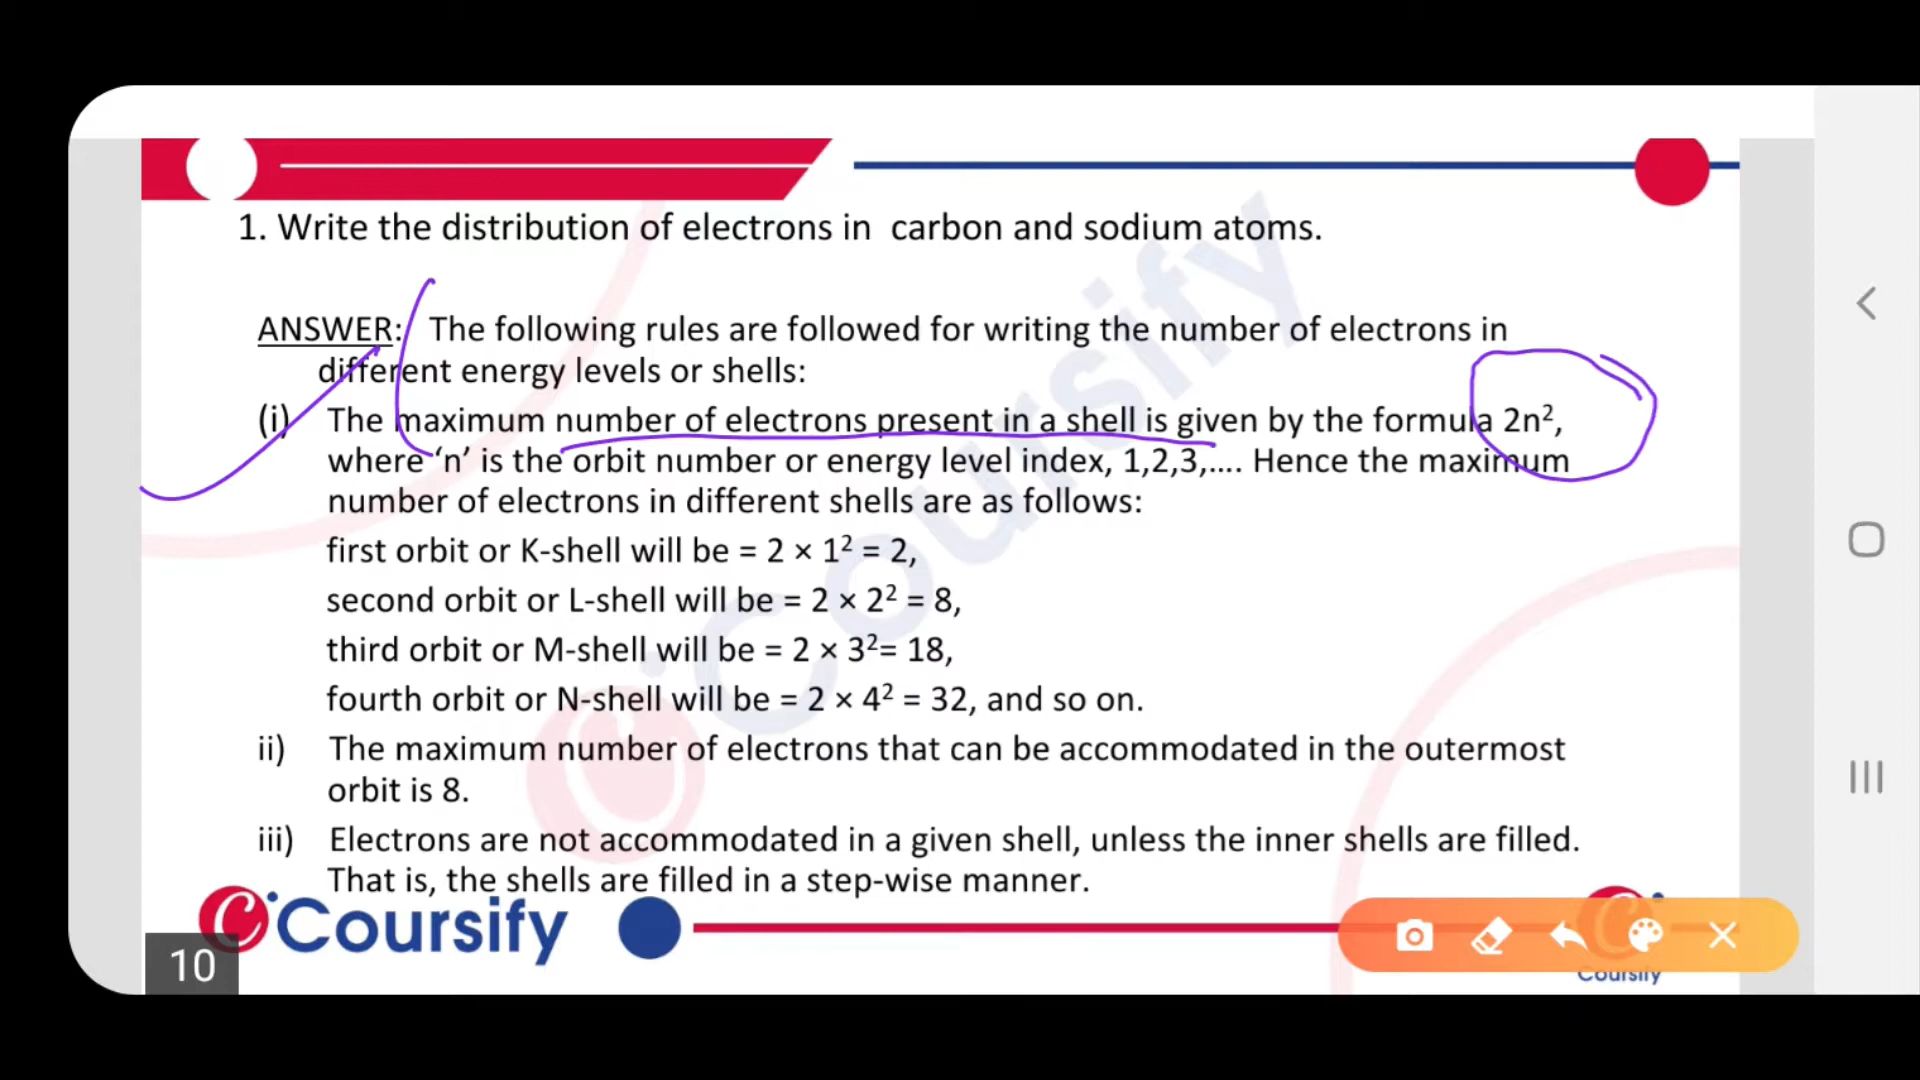 1. Write the distribution of electrons in carbon and sodium atoms.
ANSWER: The following rules are followed for writing the number of electrons in
different energy levels or shells:
(i) The maximum number of electrons present in a shell is given by the formula 2n²,
where ‘n’ is the orbit number or energy level index, 1,2,3,.... Hence the maximum
number of electrons in different shells are as follows:
first orbit or K-shell will be = 2 × 1² = 2,
second orbit or L-shell will be = 2 × 2² = 8,
third orbit or M-shell will be = 2 × 3²= 18,
fourth orbit or N-shell will be = 2 × 4² = 32, and so on.
ii) The maximum number of electrons that can be accommodated in the outermost
orbit is 8.
iii) Electrons are not accommodated in a given shell, unless the inner shells are filled.
That is, the shells are filled in a step-wise manner.
Coursify
Coursify
10
Coursify